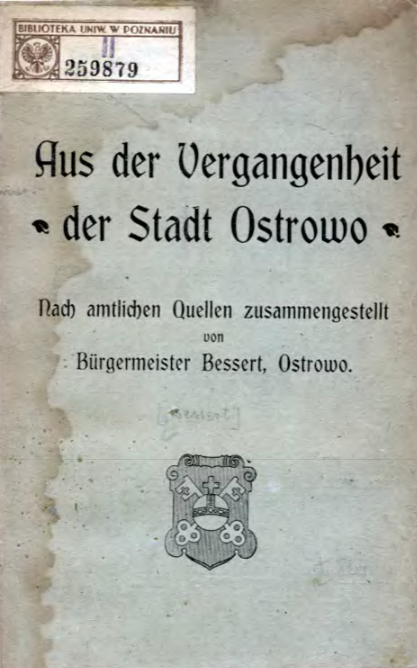 BIBLIOTEKA UNIW. W POZNANIU
II
259879
Aus der Vergangenheit
der Stadt Ostrowo
Nach amtlichen Quellen zusammengestellt
von
Bürgermeister Bessert, Ostrowo.
[Bessert]